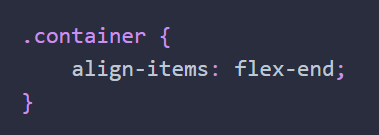 .container {
    align-items: flex-end;
}